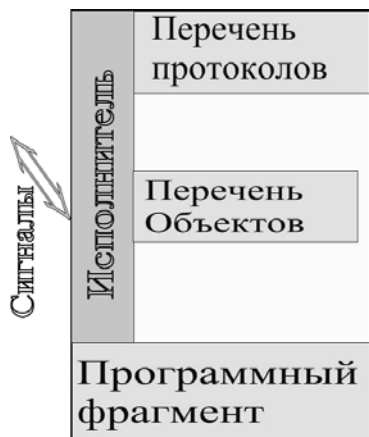 Перечень
протоколов
Сигналы
Исполнитель
Перечень
Объектов
Программный
фрагмент